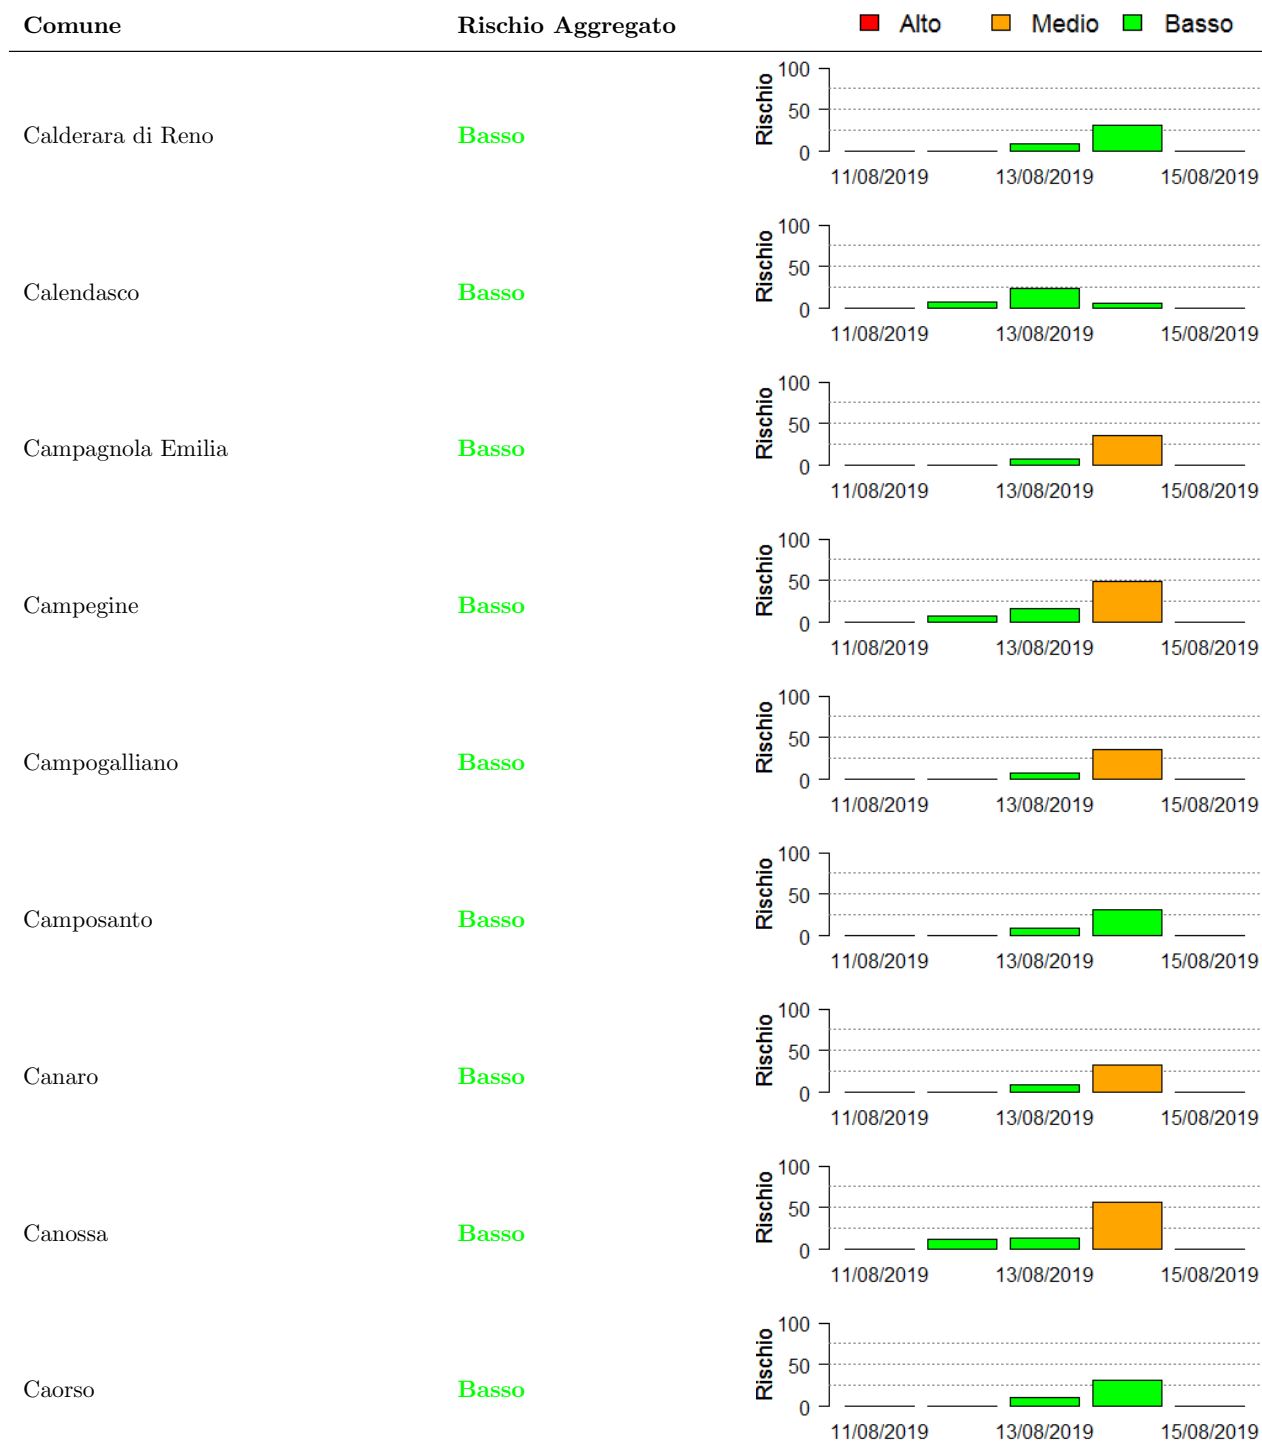 Comune Rischio Aggregato Alto Medio Basso
Calderara di Reno Basso Rischio 100 50 0
11/08/2019 13/08/2019 15/08/2019
Calendasco Basso Rischio 100 50 0
11/08/2019 13/08/2019 15/08/2019
Campagnola Emilia Basso Rischio 100 50 0
11/08/2019 13/08/2019 15/08/2019
Campegine Basso Rischio 100 50 0
11/08/2019 13/08/2019 15/08/2019
Campogalliano Basso Rischio 100 50 0
11/08/2019 13/08/2019 15/08/2019
Camposanto Basso Rischio 100 50 0
11/08/2019 13/08/2019 15/08/2019
Canaro Basso Rischio 100 50 0
11/08/2019 13/08/2019 15/08/2019
Canossa Basso Rischio 100 50 0
11/08/2019 13/08/2019 15/08/2019
Caorso Basso Rischio 100 50 0
11/08/2019 13/08/2019 15/08/2019